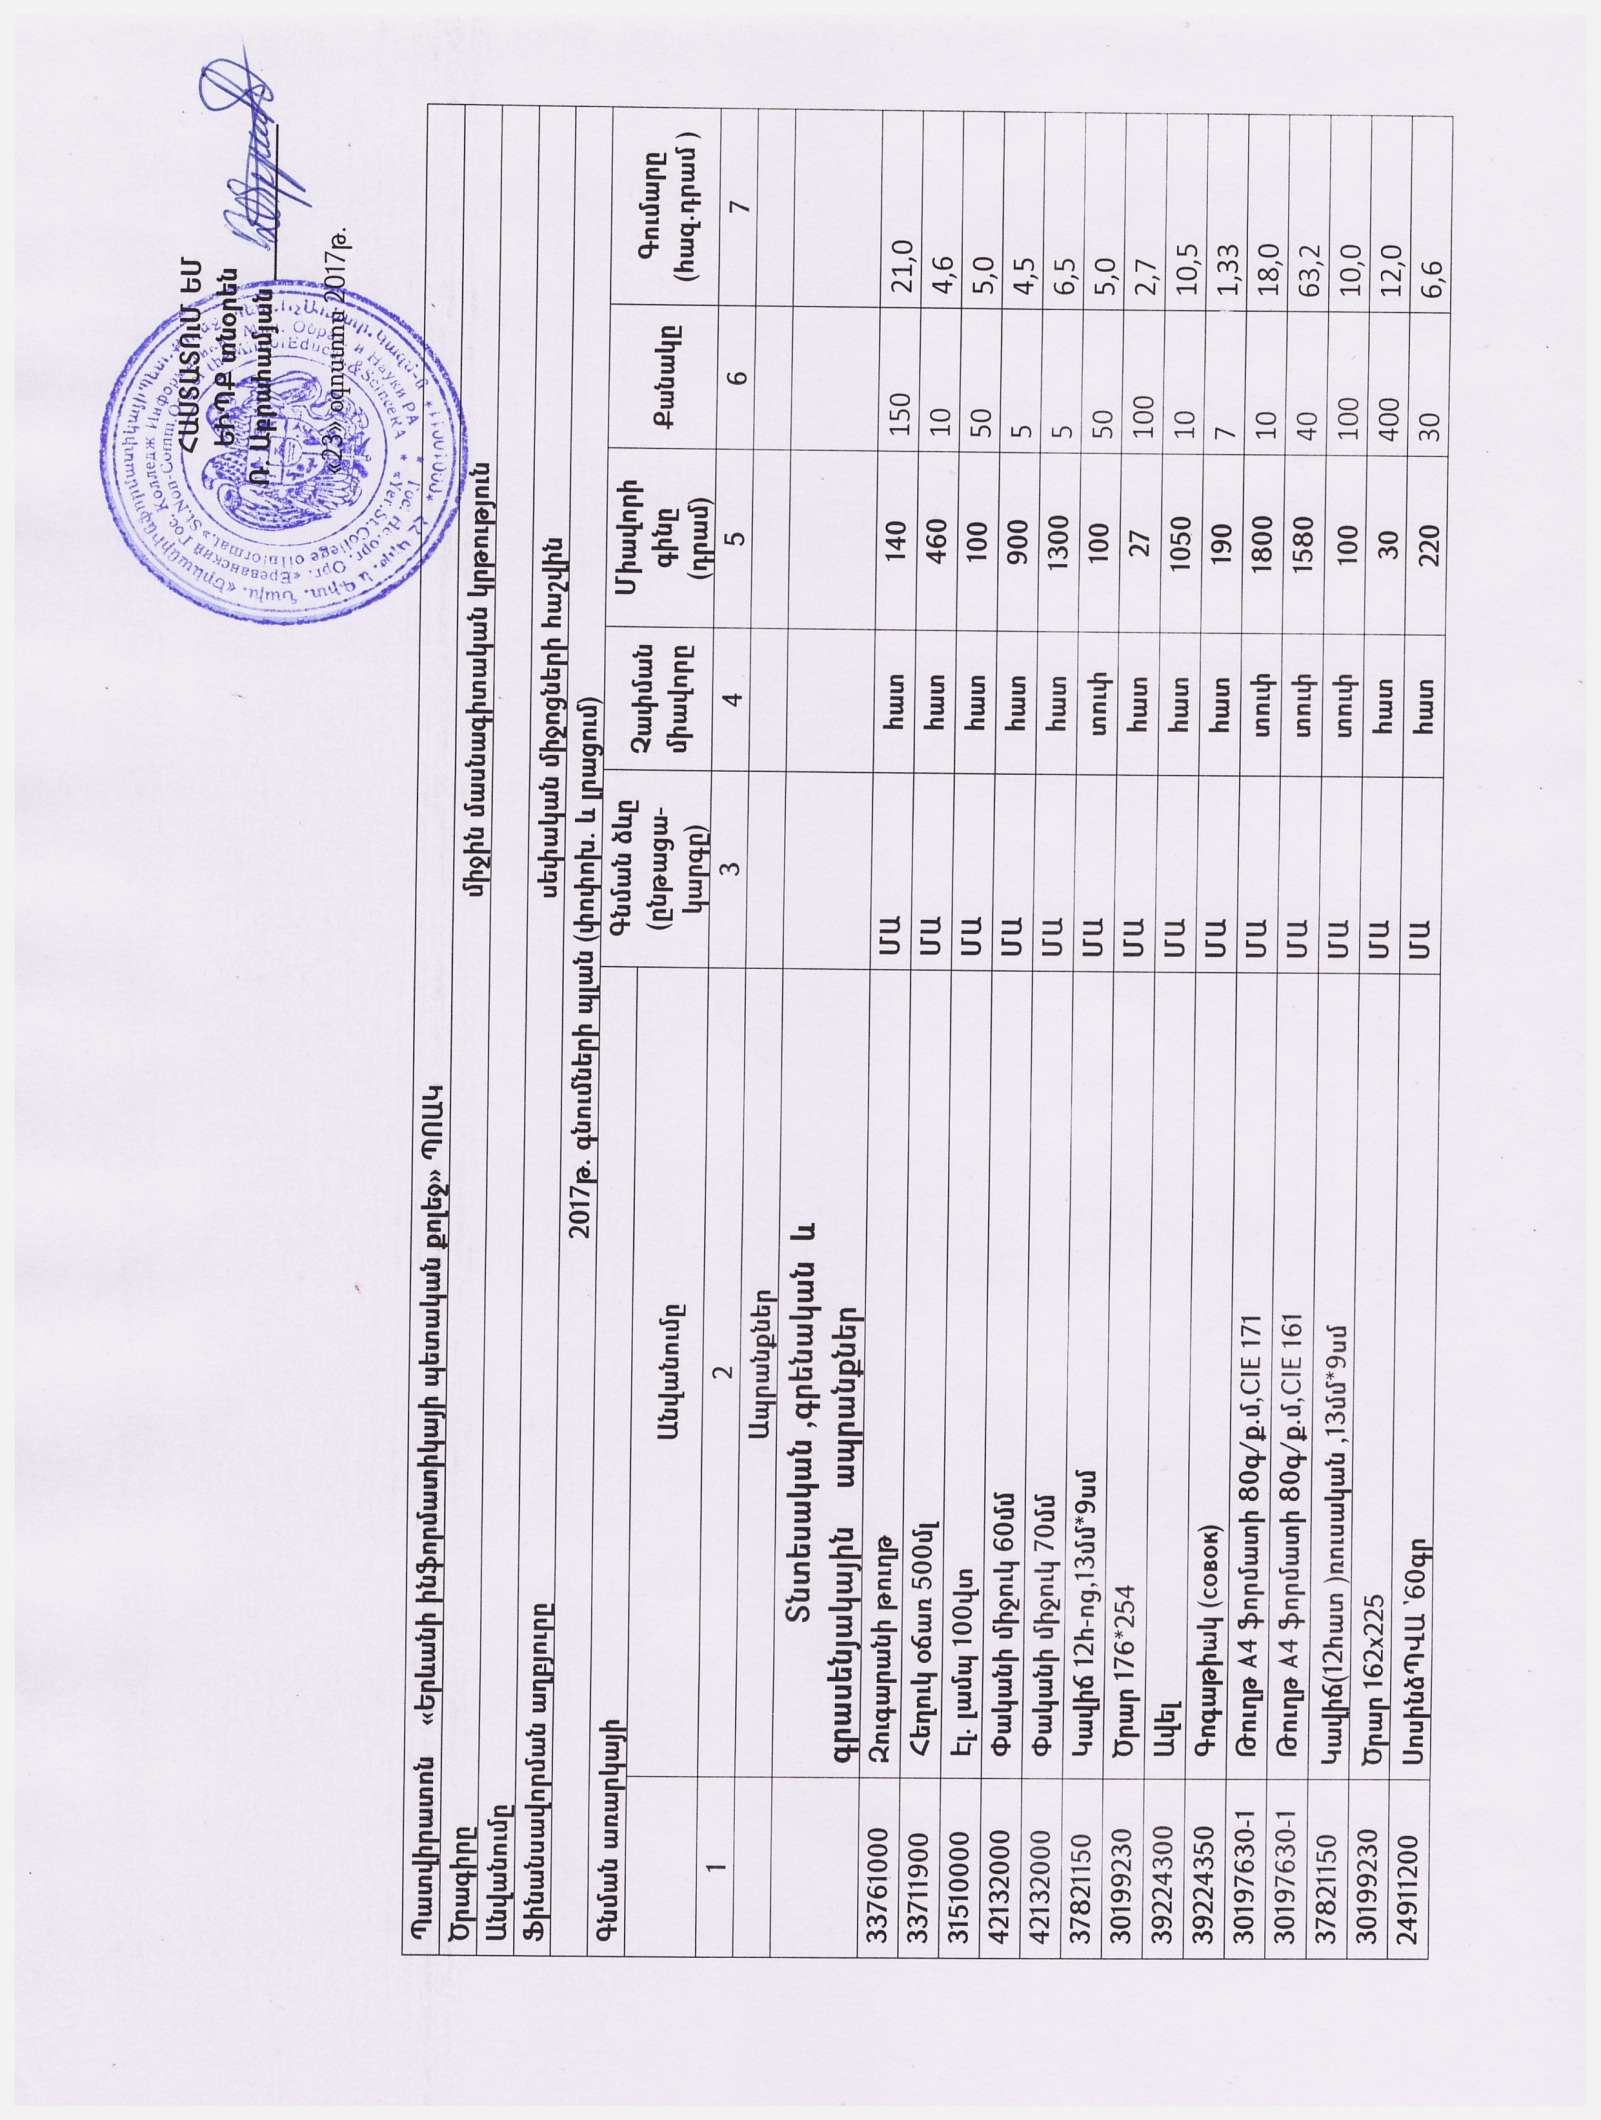 ՀԱՍՏԱՏՈՒՄ ԵՄ
ԵԻՊՔ տնօրեն
Ռ. Աբրահամյան
«23» օգոստոս 2017թ.
Պատվիրատուն «Երևանի ինֆորմատիկայի պետական քոլեջ» ՊՈԱԿ
Ծրագիրը միջին մասնագիտական կրթություն
Անվանումը
Ֆինանսավորման աղբյուրը սեփական միջոցների հաշվին
2017թ. գնումների պլան (փոփոխ. և լրացում)
Գնման առարկայի Գնման ձևը (ընթացա-կարգը) Չափման միավորը Միավորի գինը (դրամ) Քանակը Գումարը (հազ.դրամ )
Անվանումը
1 2 3 4 5 6 7
Ապրանքներ
Տնտեսական ,գրենական և
գրասենյակային ապրանքներ
33761000 Զուգարանի թուղթ ՄԱ հատ 140 150 21,0
33711900 Հեղուկ օճառ 500մլ ՄԱ հատ 460 10 4,6
31510000 Էլ. լամպ 100վտ ՄԱ հատ 100 50 5,0
42132000 Փականի միջուկ 60մմ ՄԱ հատ 900 5 4,5
42132000 Փականի միջուկ 70մմ ՄԱ հատ 1300 5 6,5
37821150 Կավիճ 12հ-ոց,13մմ*9սմ ՄԱ տուփ 100 50 5,0
30199230 Ծրար 176*254 ՄԱ հատ 27 100 2,7
39224300 Ավել ՄԱ հատ 1050 10 10,5
39224350 Գոգաթիակ (совок) ՄԱ հատ 190 7 1,33
30197630-1 Թուղթ A4 ֆորմատի 80գ/ք.մ,CIE 171 ՄԱ տուփ 1800 10 18,0
30197630-1 Թուղթ A4 ֆորմատի 80գ/ք.մ,CIE 161 ՄԱ տուփ 1580 40 63,2
37821150 Կավիճ(12հատ )ռուսական ,13մմ*9սմ ՄԱ տուփ 100 100 10,0
30199230 Ծրար 162x225 ՄԱ հատ 30 400 12,0
24911200 Սոսինձ ՊՎԱ ՝60գր ՄԱ հատ 220 30 6,6